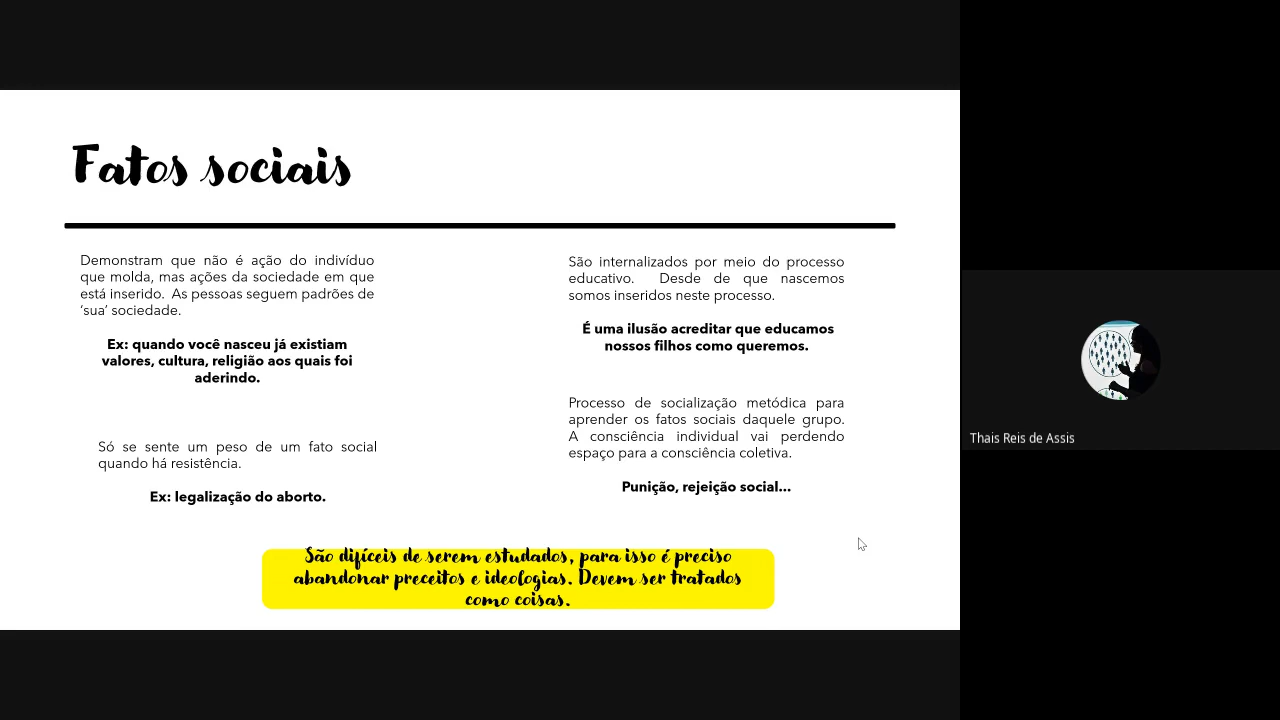 Fatos sociais
Demonstram que não é ação do indivíduo
que molda, mas ações da sociedade em que
está inserido. As pessoas seguem padrões de
‘sua’ sociedade.
Ex: quando você nasceu já existiam
valores, cultura, religião aos quais foi
aderindo.
Só se sente um peso de um fato social
quando há resistência.
Ex: legalização do aborto.
São internalizados por meio do processo
educativo. Desde de que nascemos
somos inseridos neste processo.
É uma ilusão acreditar que educamos
nossos filhos como queremos.
Processo de socialização metódica para
aprender os fatos sociais daquele grupo.
A consciência individual vai perdendo
espaço para a consciência coletiva.
Punição, rejeição social...
São difíceis de serem estudados, para isso é preciso
abandonar preceitos e ideologias. Devem ser tratados
como coisas.
Thais Reis de Assis